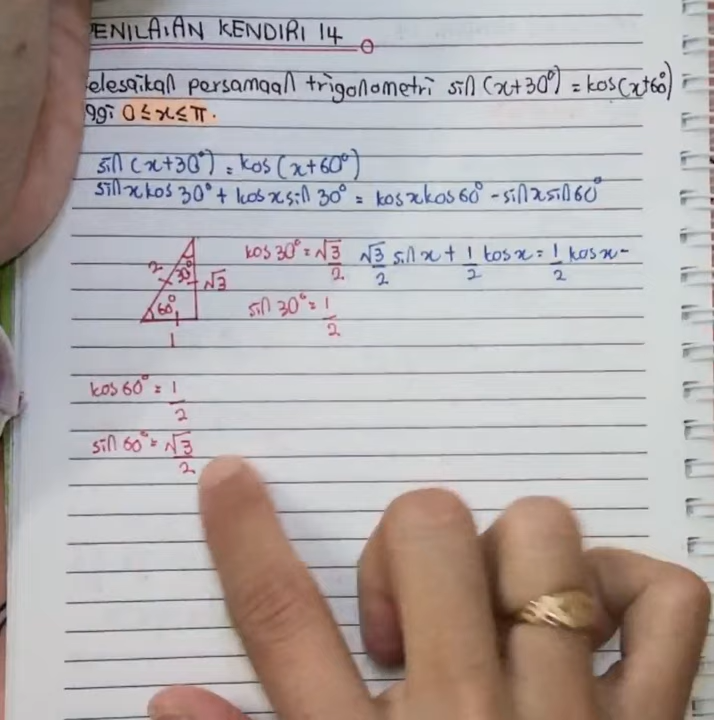 ENILAIAN KENDIRI 14
elesaikan persamaan trigonometri sin (x+30°) = kos(x+60°)
agi 0 ≤ x ≤ π.
sin (x+30°) = kos (x+60°)
sin x kos 30° + kos x sin 30° = kos x kos 60° - sin x sin 60°
2 30° √3 60° 1
kos 30° = √3/2
√3/2 sin x + 1/2 kos x = 1/2 kos x -
sin 30° = 1/2
kos 60° = 1/2
sin 60° = √3/2